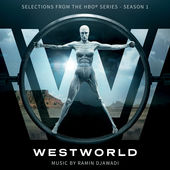 SELECTIONS FROM THE HBO® SERIES - SEASON 1
WESTWORLD
MUSIC BY RAMIN DJAWADI